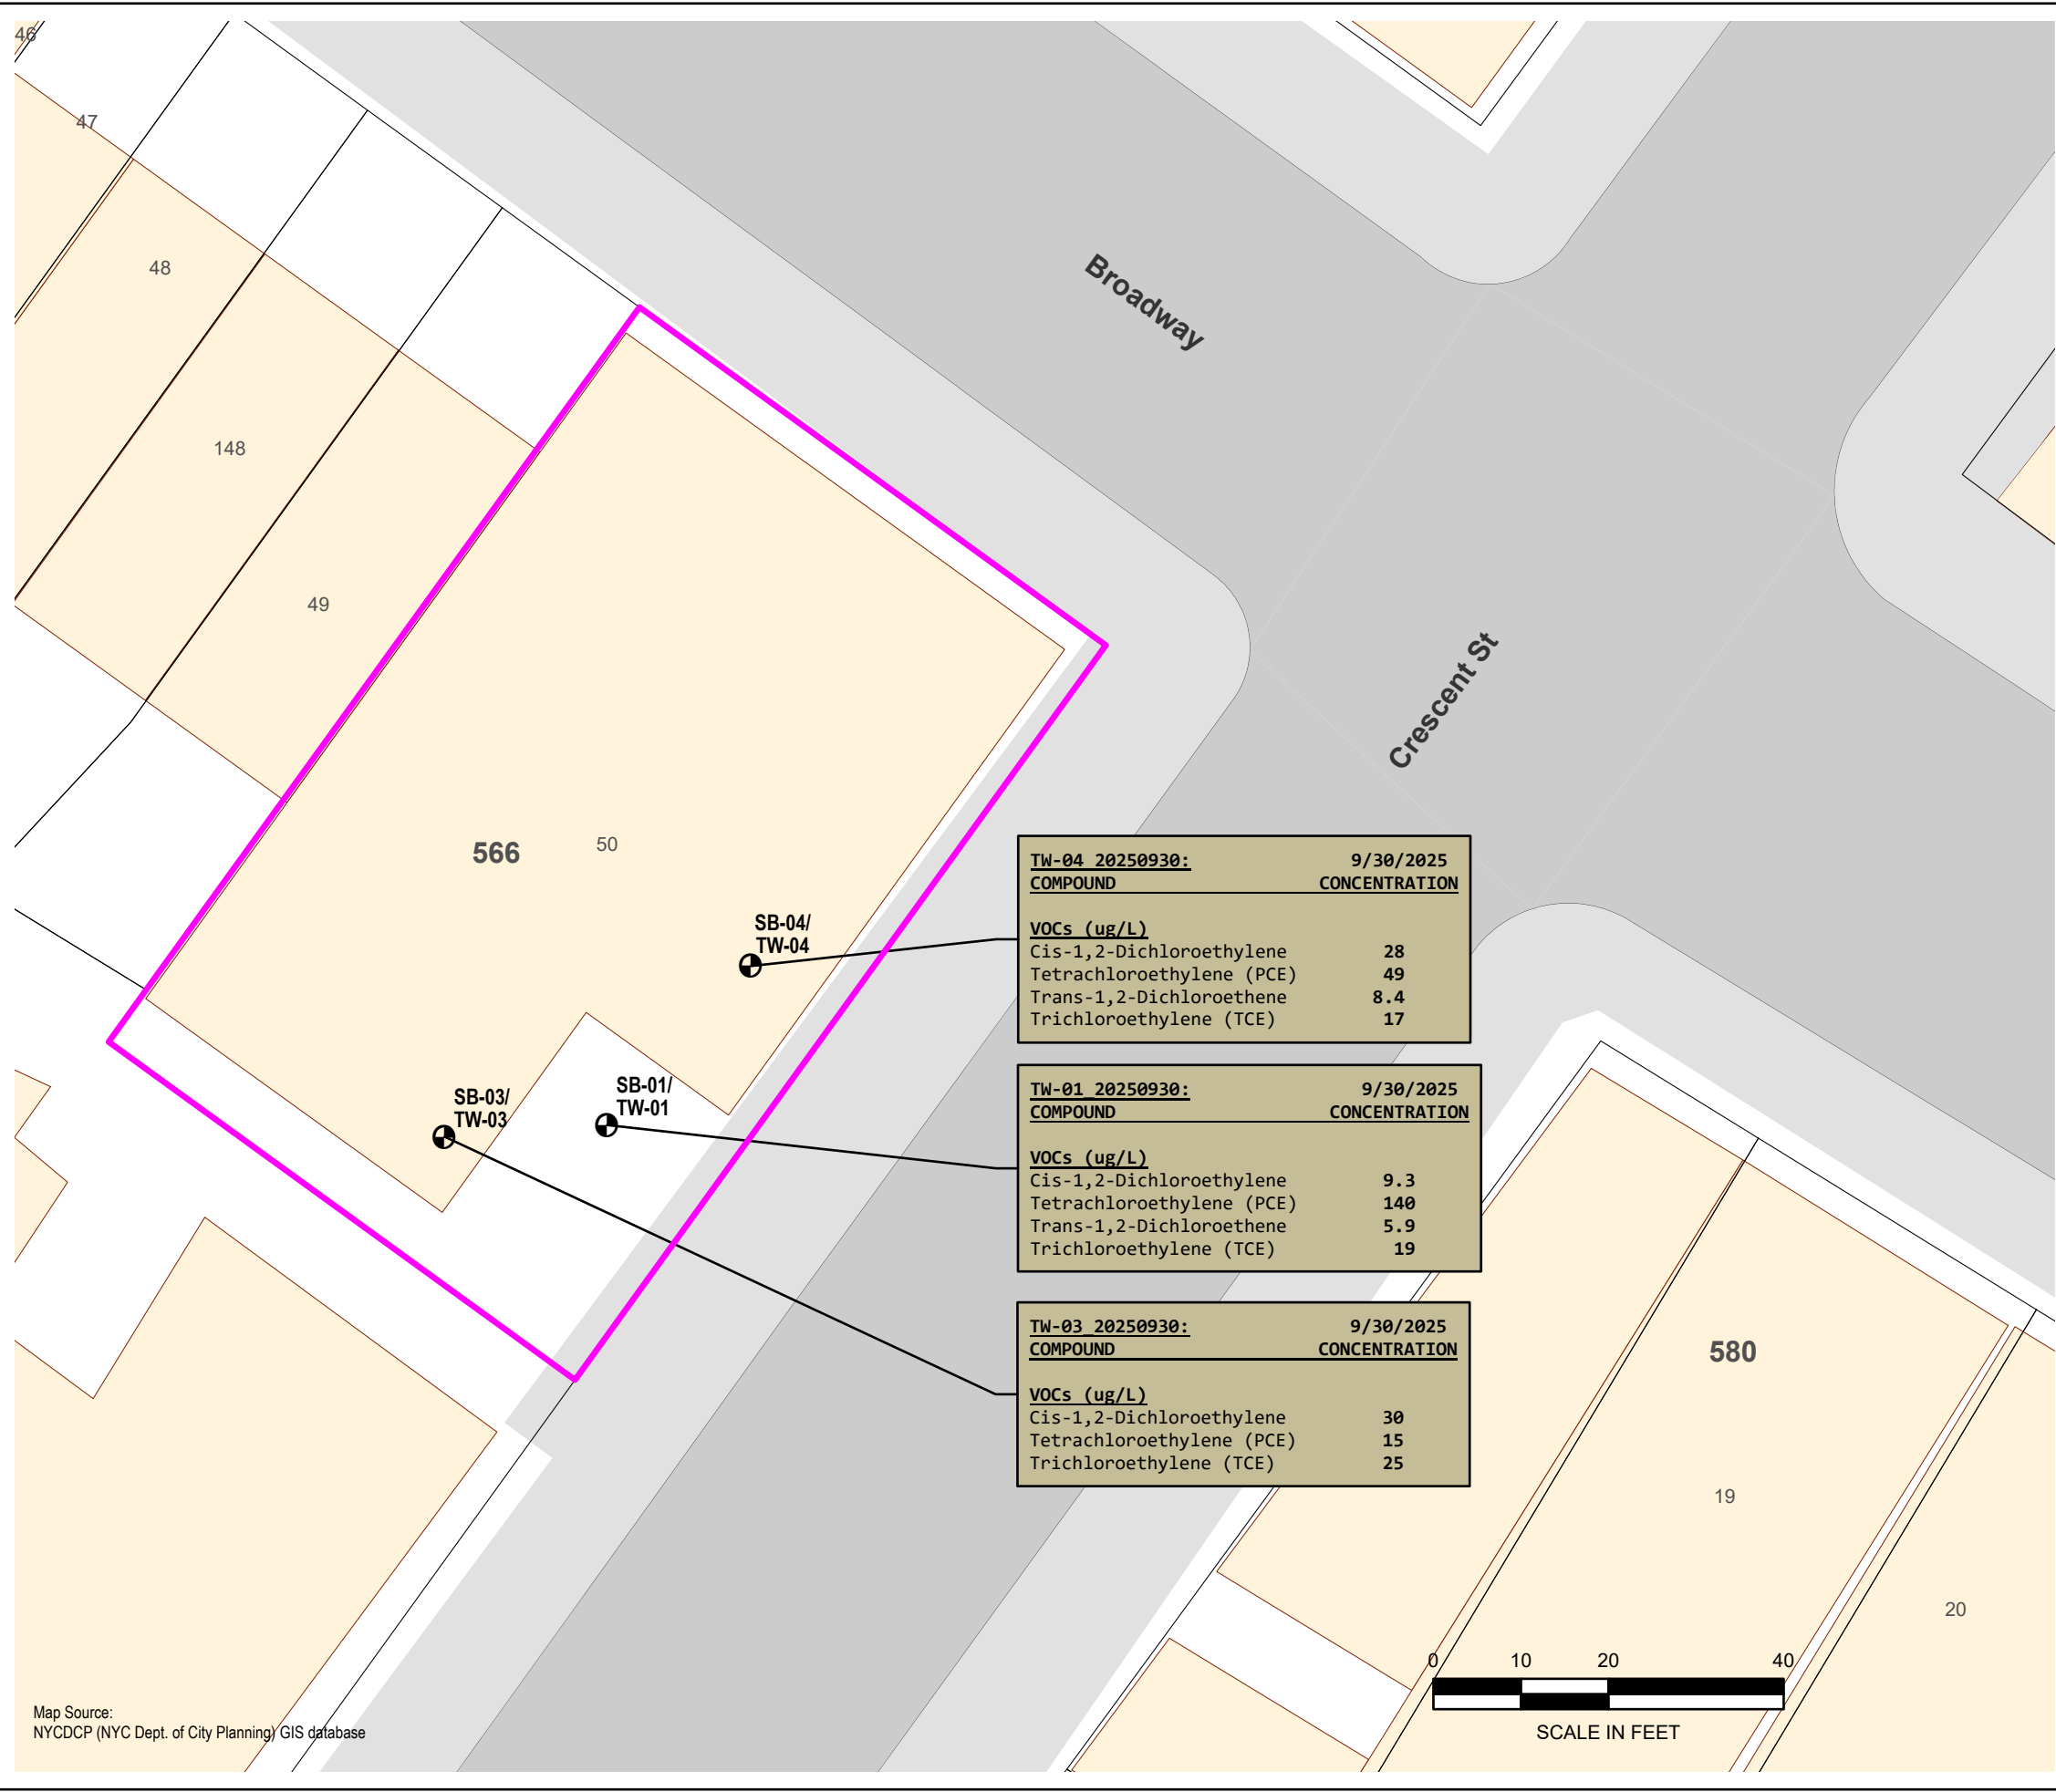 46
47
48
148
49
Broadway
Crescent St
566
50
SB-04/
TW-04
SB-03/
TW-03
SB-01/
TW-01
TW-04_20250930: 9/30/2025
COMPOUND CONCENTRATION
VOCs (ug/L)
Cis-1,2-Dichloroethylene 28
Tetrachloroethylene (PCE) 49
Trans-1,2-Dichloroethene 8.4
Trichloroethylene (TCE) 17
TW-01_20250930: 9/30/2025
COMPOUND CONCENTRATION
VOCs (ug/L)
Cis-1,2-Dichloroethylene 9.3
Tetrachloroethylene (PCE) 140
Trans-1,2-Dichloroethene 5.9
Trichloroethylene (TCE) 19
TW-03_20250930: 9/30/2025
COMPOUND CONCENTRATION
VOCs (ug/L)
Cis-1,2-Dichloroethylene 30
Tetrachloroethylene (PCE) 15
Trichloroethylene (TCE) 25
580
19
20
0 10 20 40
SCALE IN FEET
Map Source:
NYCDCP (NYC Dept. of City Planning) GIS database